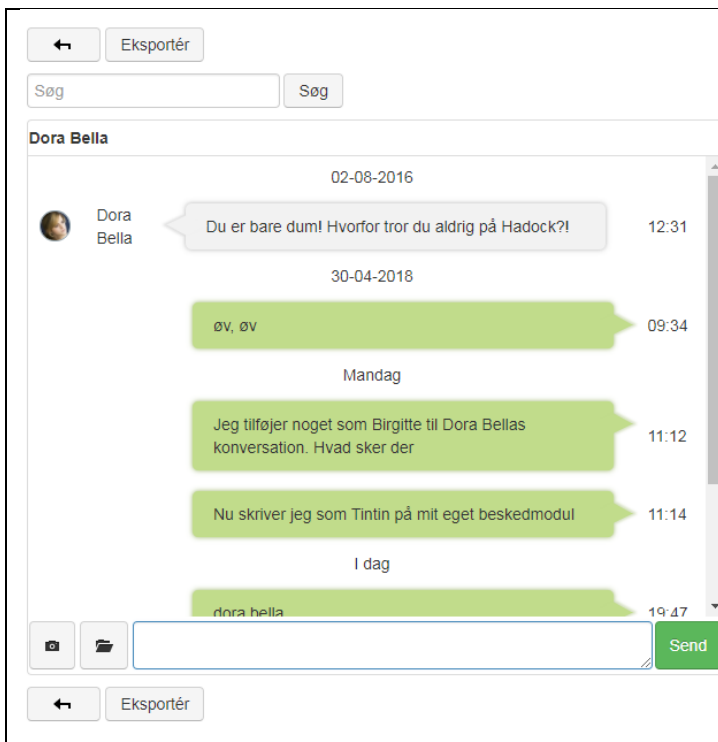 Eksportér
Søg
Søg
Dora Bella
02-08-2016
Dora
Bella
Du er bare dum! Hvorfor tror du aldrig på Hadock?!
12:31
30-04-2018
øv, øv
09:34
Mandag
Jeg tilføjer noget som Birgitte til Dora Bellas
konversation. Hvad sker der
11:12
Nu skriver jeg som Tintin på mit eget beskedmodul
11:14
I dag
dora bella
19:47
Send
Eksportér